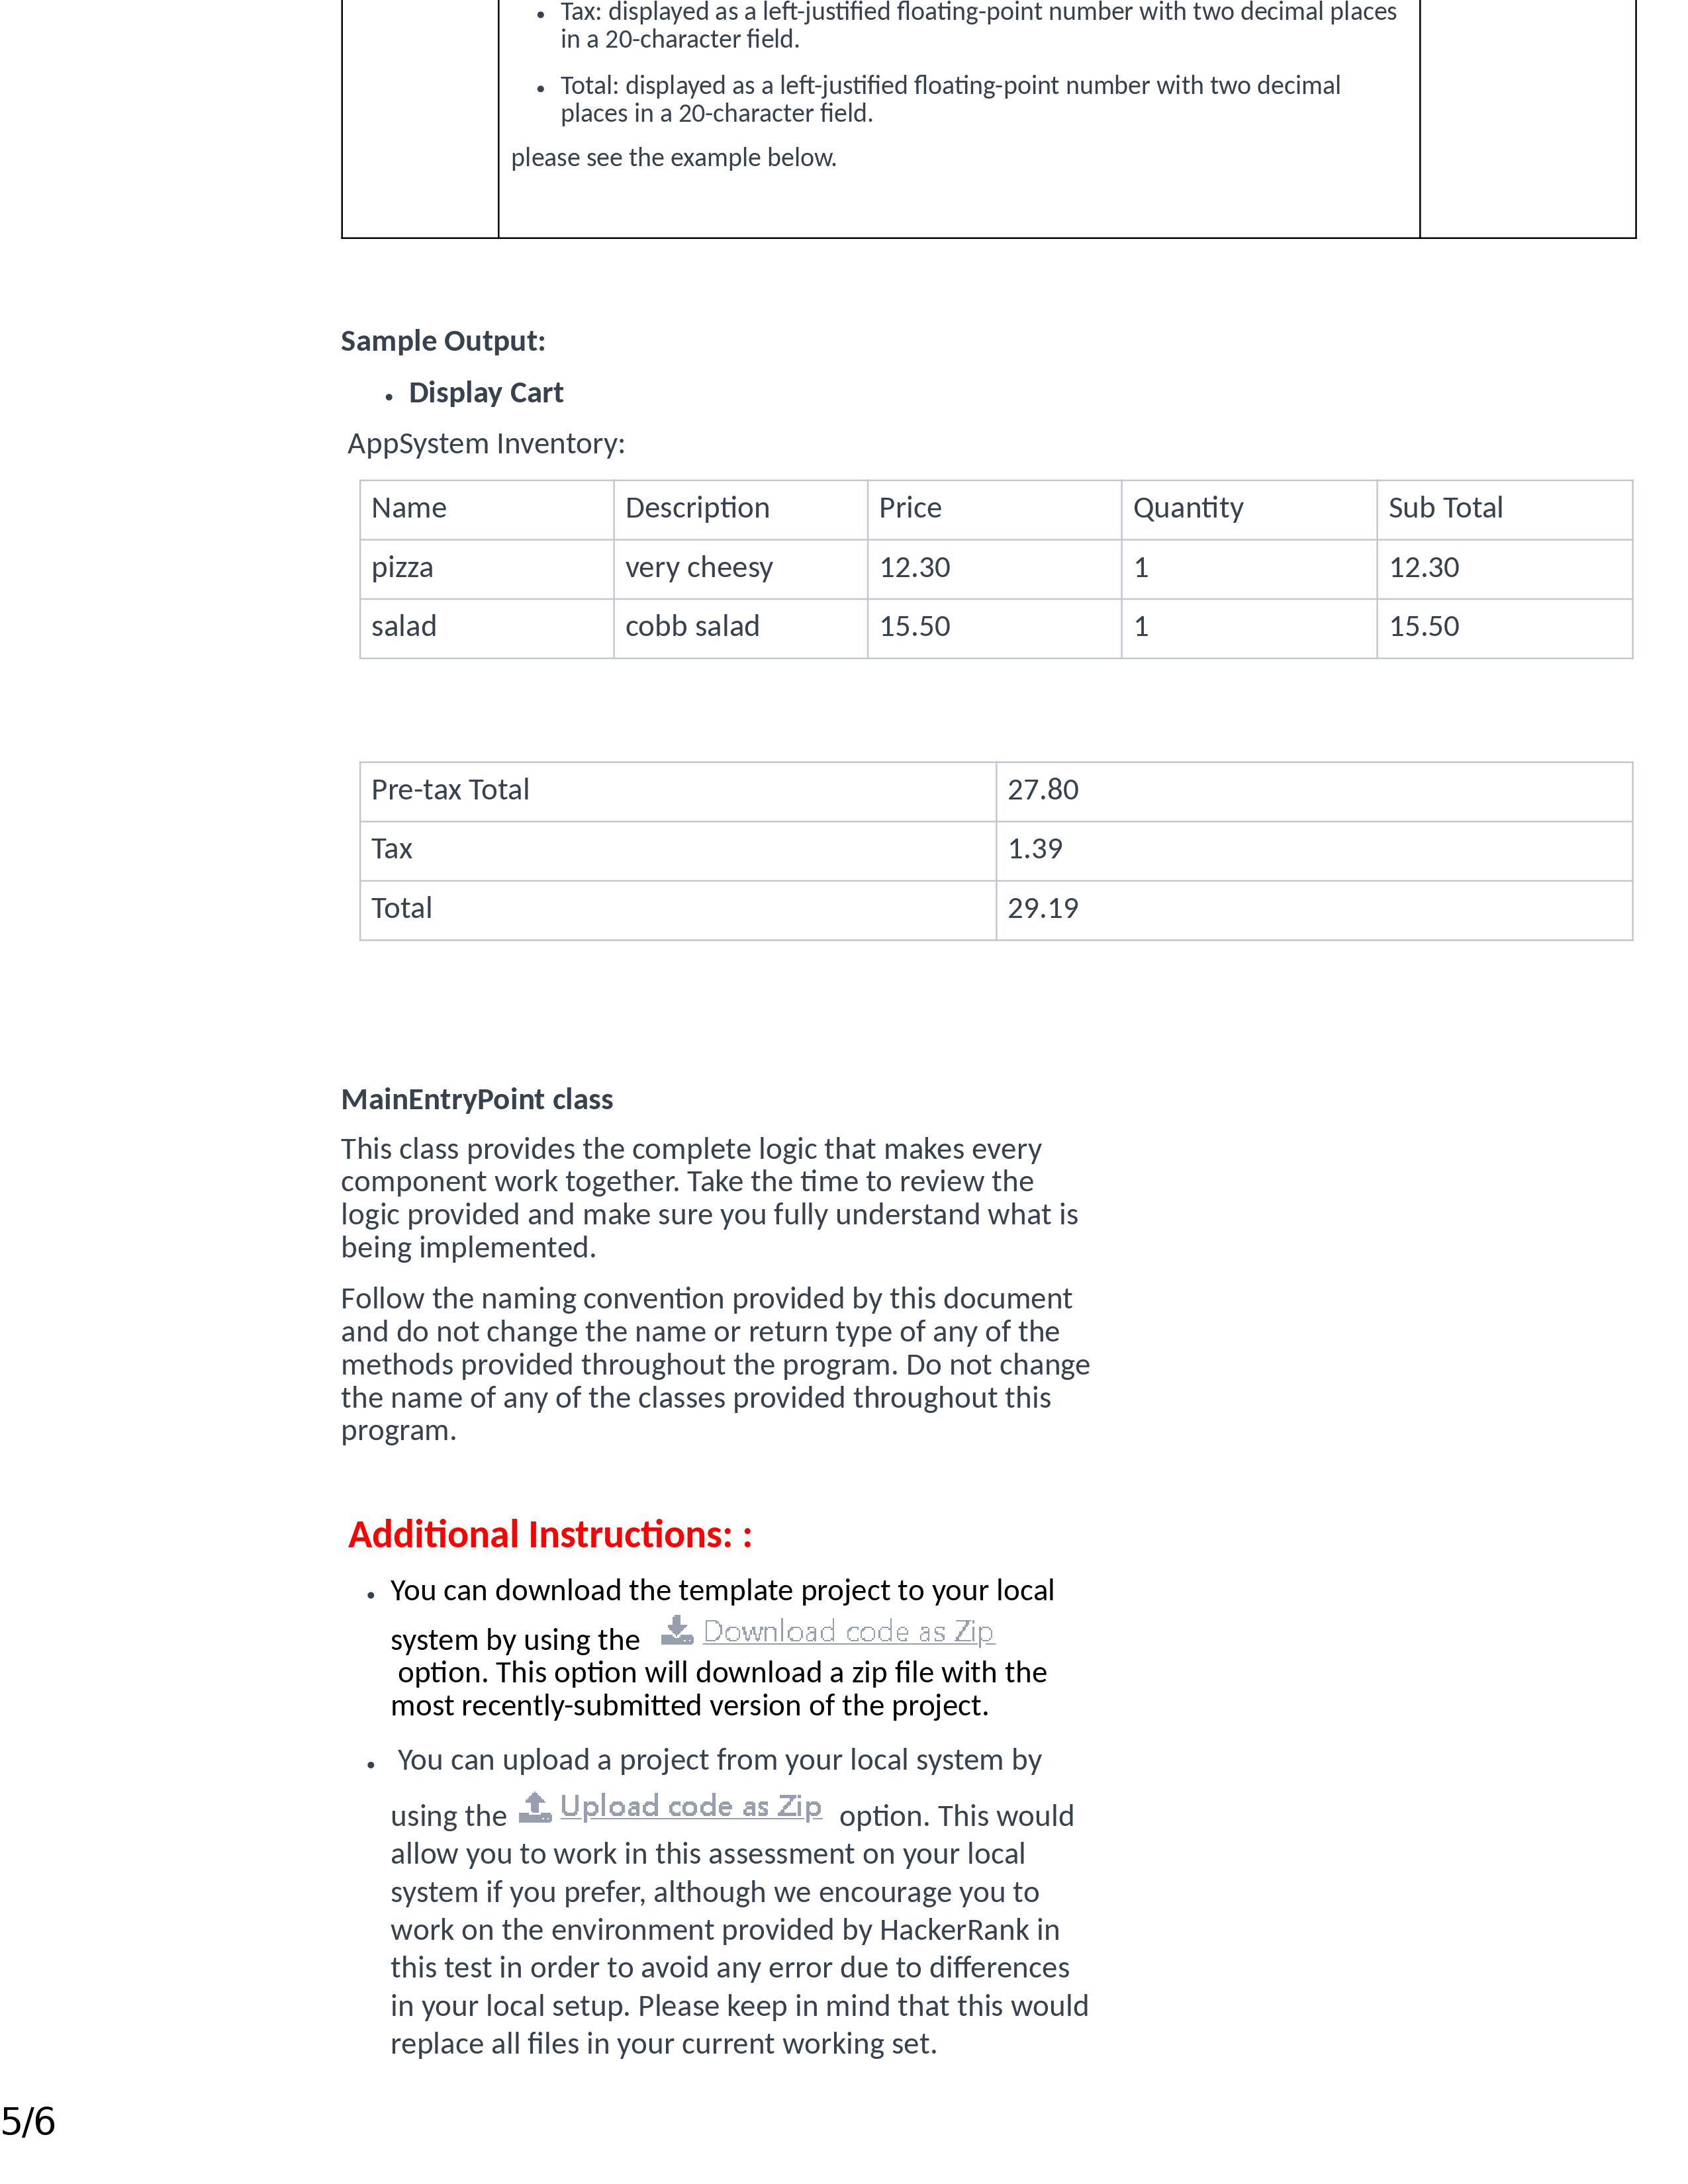 • Tax: displayed as a left-justified floating-point number with two decimal places
in a 20-character field.
• Total: displayed as a left-justified floating-point number with two decimal
places in a 20-character field.
please see the example below.
Sample Output:
• Display Cart
AppSystem Inventory:
Name Description Price Quantity Sub Total
pizza very cheesy 12.30 1 12.30
salad cobb salad 15.50 1 15.50
Pre-tax Total 27.80
Tax 1.39
Total 29.19
MainEntryPoint class
This class provides the complete logic that makes every
component work together. Take the time to review the
logic provided and make sure you fully understand what is
being implemented.
Follow the naming convention provided by this document
and do not change the name or return type of any of the
methods provided throughout the program. Do not change
the name of any of the classes provided throughout this
program.
Additional Instructions: :
• You can download the template project to your local
system by using the Download code as Zip
option. This option will download a zip file with the
most recently-submitted version of the project.
• You can upload a project from your local system by
using the Upload code as Zip option. This would
allow you to work in this assessment on your local
system if you prefer, although we encourage you to
work on the environment provided by HackerRank in
this test in order to avoid any error due to differences
in your local setup. Please keep in mind that this would
replace all files in your current working set.
5/6